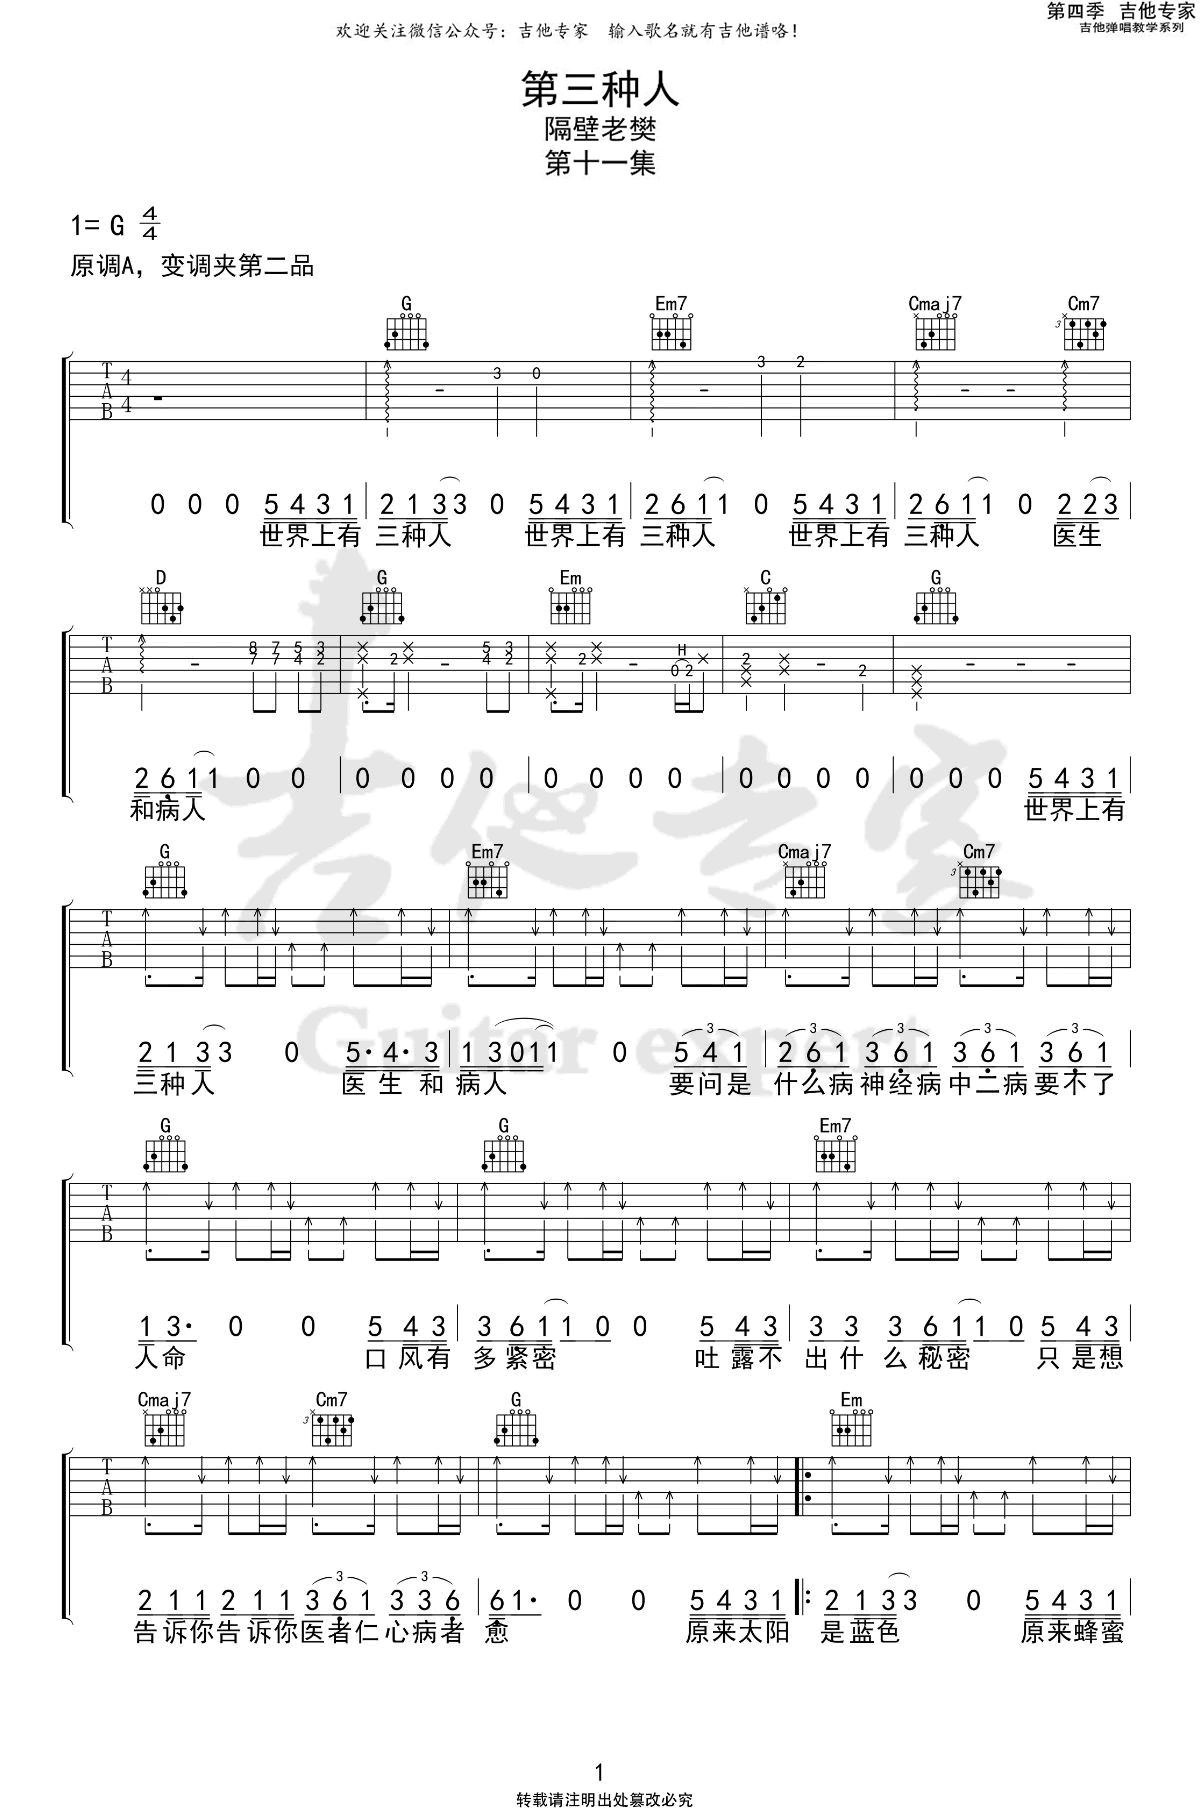 欢迎关注微信公众号：吉他专家　输入歌名就有吉他谱咯！
第四季　吉他专家
吉他弹唱教学系列
第三种人
隔壁老樊
第十一集
1= G 4/4
原调A，变调夹第二品
G Em7 Cmaj7 Cm7
T A B 4 4 3 0 3 2
0 0 0 5 4 3 1 2 1 3 3 0 5 4 3 1 2 6 1 1 0 5 4 3 1 2 6 1 1 0 2 2 3
世界上有 三种人 世界上有 三种人 世界上有 三种人 医生
D G Em C G
T A B 8 7 7 7 5 4 3 2 2 5 4 3 2 2 H 0 2 2 2
2 6 1 1 0 0 0 0 0 0 0 0 0 0 0 0 0 0 0 0 0 5 4 3 1
和病人 世界上有
吉他专家
G Em7 Cmaj7 Cm7
T A B
Guitar expert
2 1 3 3 0 5· 4· 3 1 3 0 1 1 0 5 4 1 2 6 1 3 6 1 3 6 1 3 6 1
三种人 医生和 病人 要问是 什么病神经病中二病要不了
G G Em7
T A B
1 3· 0 0 5 4 3 3 6 1 1 0 0 5 4 3 3 3 3 6 1 1 0 5 4 3
人命 口风有 多紧密 吐露不 出什么秘密 只是想
Cmaj7 Cm7 G Em
T A B
2 1 1 2 1 1 3 6 1 3 3 6 6 1· 0 0 5 4 3 1 2 1 3 3 0 5 4 3 1
告诉你告诉你医者仁心病者 愈 原来太阳 是蓝色 原来蜂蜜
1
转载请注明出处篡改必究